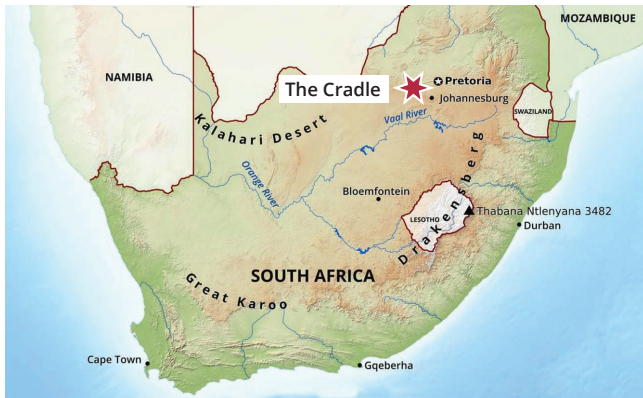 MOZAMBIQUE
NAMIBIA
The Cradle
Pretoria
Johannesburg
SWAZILAND
Kalahari Desert
Vaal River
Orange River
Bloemfontein
LESOTHO
Drakensberg
Thabana Ntlenyana 3482
Durban
SOUTH AFRICA
Great Karoo
Cape Town
Gqeberha